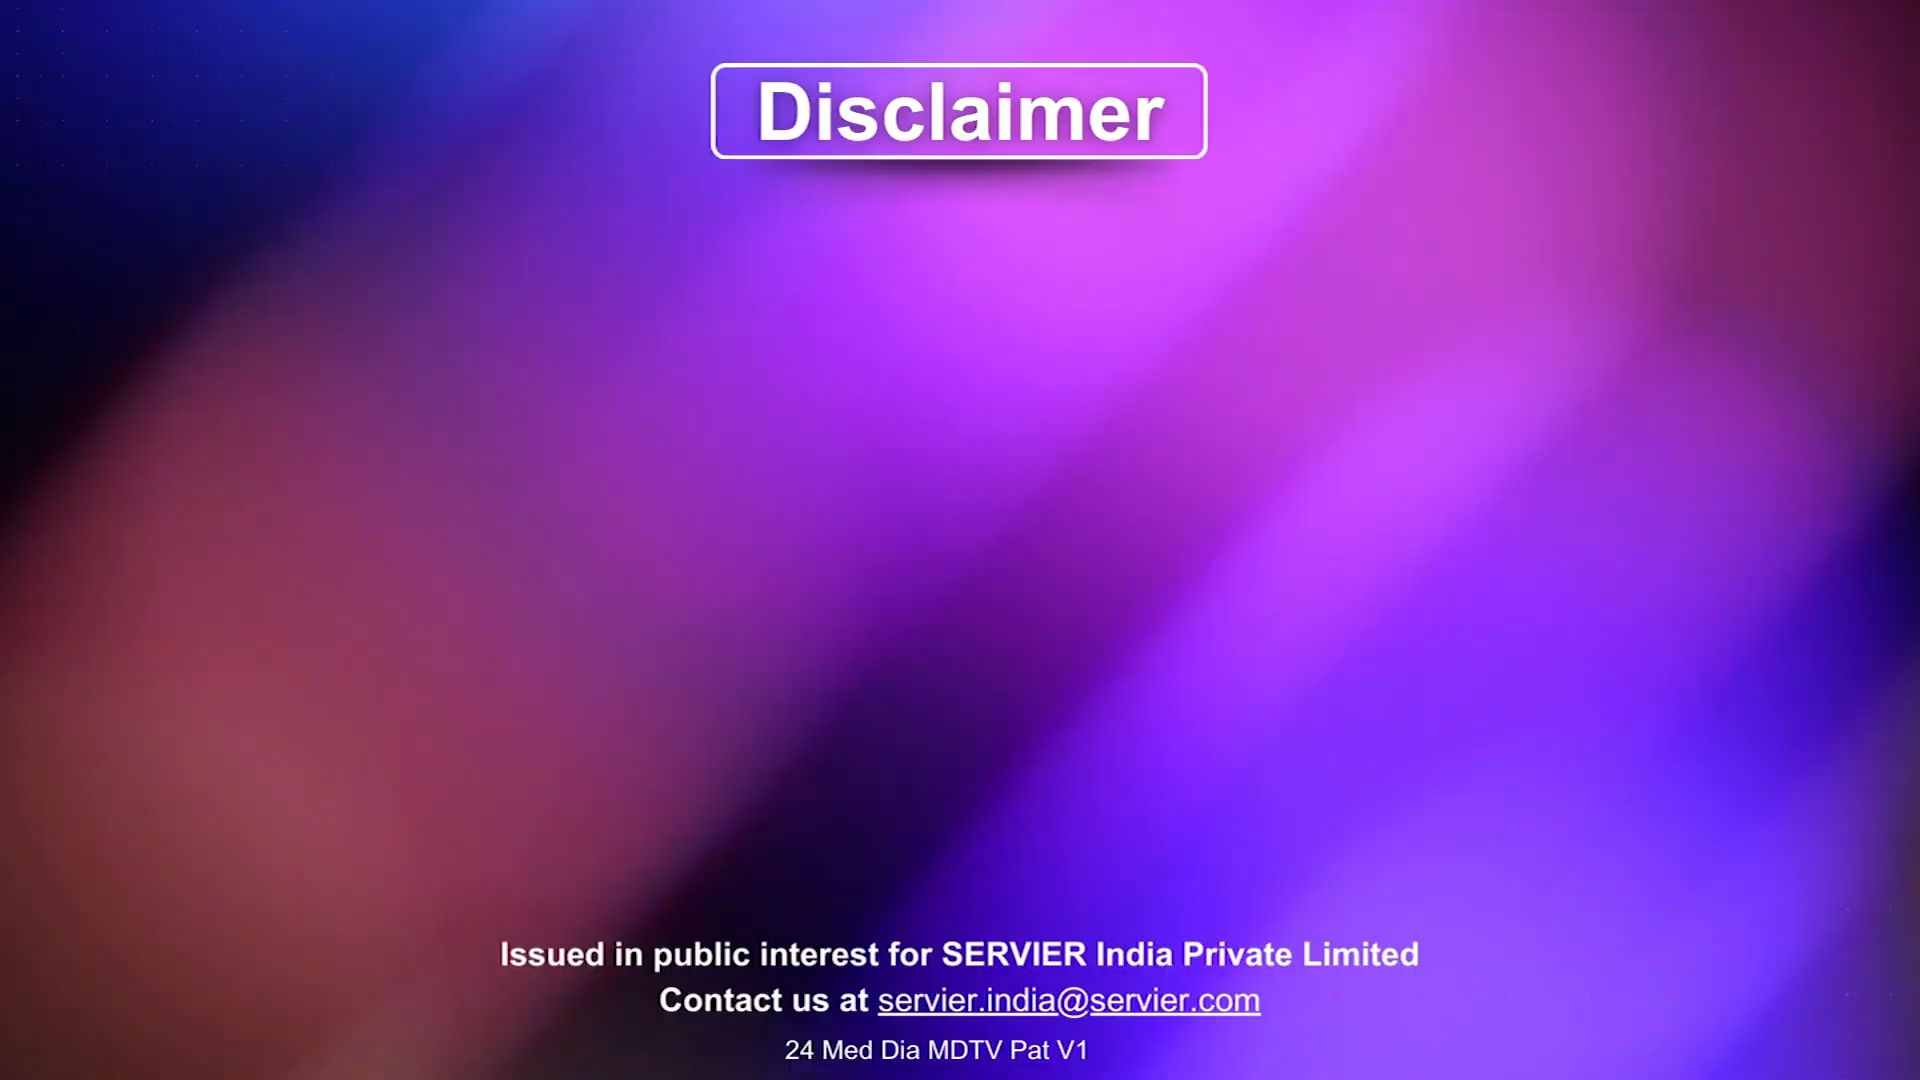 Disclaimer
Issued in public interest for SERVIER India Private Limited
Contact us at servier.india@servier.com
24 Med Dia MDTV Pat V1